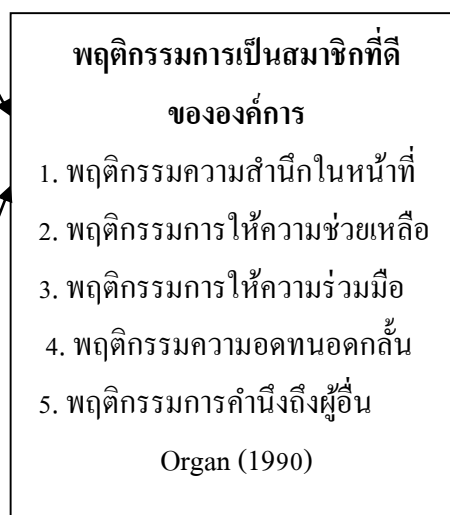 พฤติกรรมการเป็นสมาชิกที่ดี
ขององค์การ
1. พฤติกรรมความสำนึกในหน้าที่
2. พฤติกรรมการให้ความช่วยเหลือ
3. พฤติกรรมการให้ความร่วมมือ
4. พฤติกรรมความอดทนอดกลั้น
5. พฤติกรรมการคำนึงถึงผู้อื่น
Organ (1990)